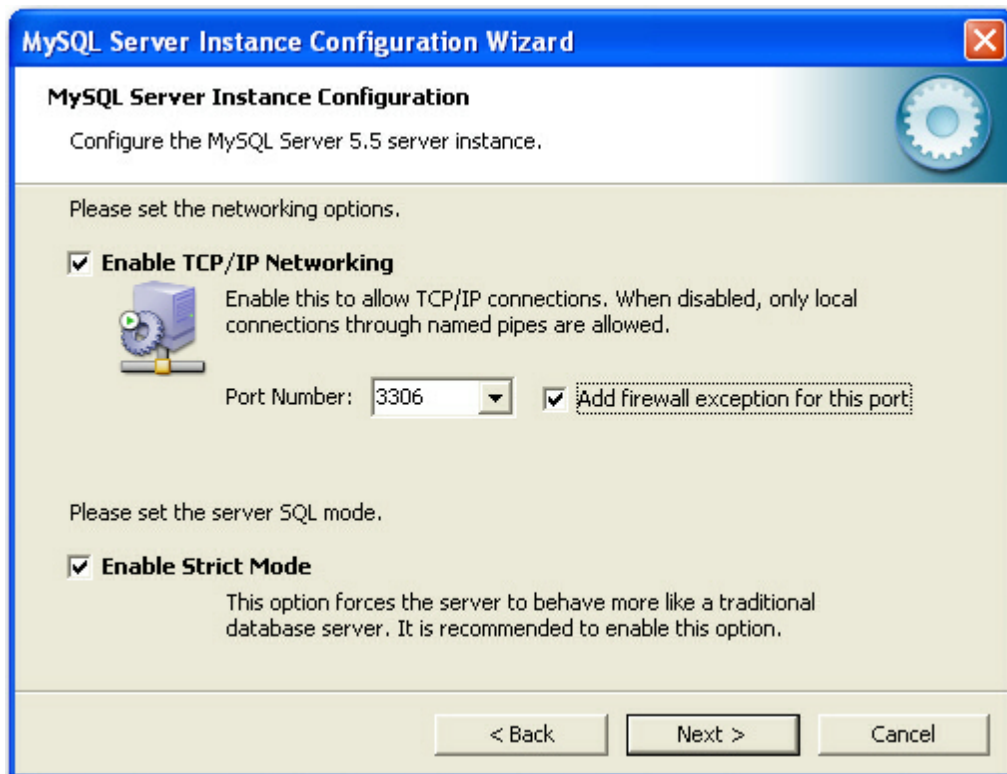 MySQL Server Instance Configuration Wizard
MySQL Server Instance Configuration
Configure the MySQL Server 5.5 server instance.
Please set the networking options.
Enable TCP/IP Networking
Enable this to allow TCP/IP connections. When disabled, only local
connections through named pipes are allowed.
Port Number: 3306 Add firewall exception for this port
Please set the server SQL mode.
Enable Strict Mode
This option forces the server to behave more like a traditional
database server. It is recommended to enable this option.
< Back Next > Cancel